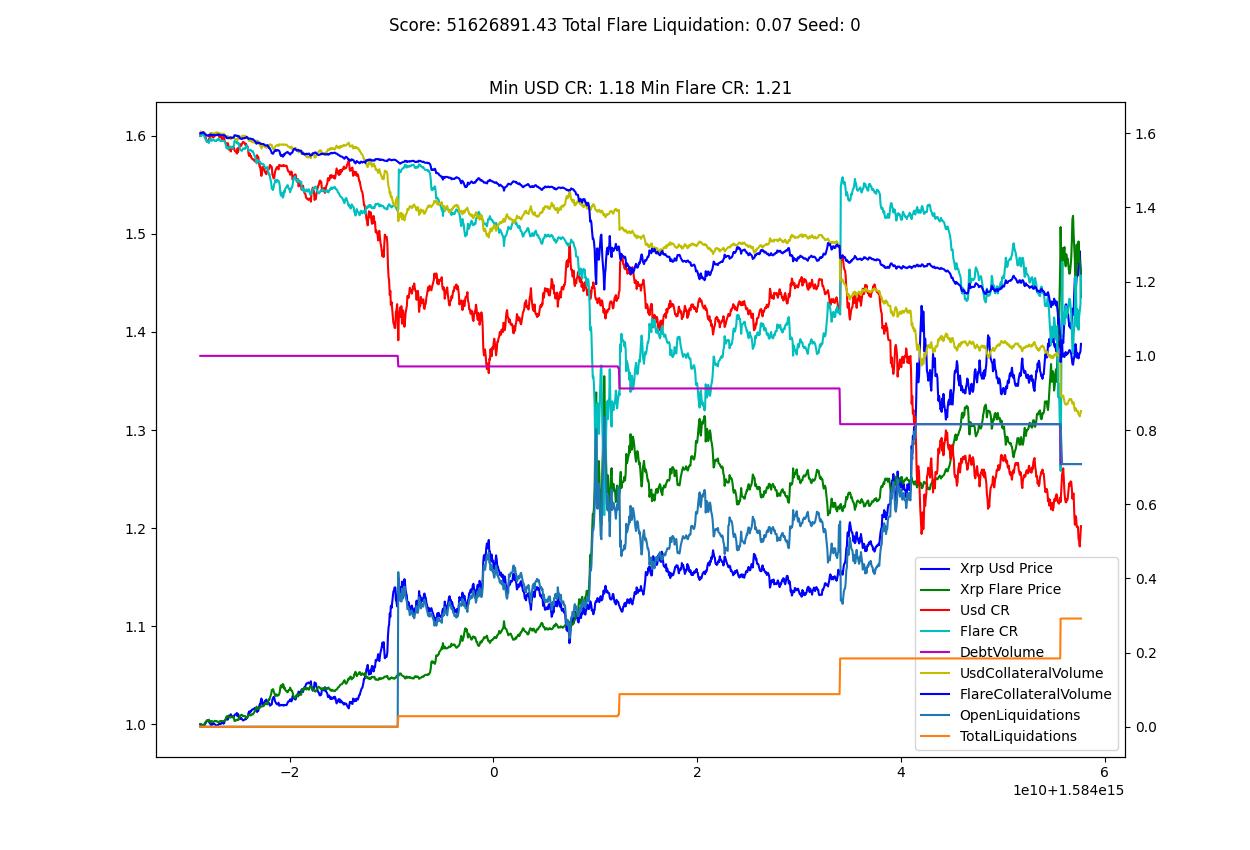 Score: 51626891.43 Total Flare Liquidation: 0.07 Seed: 0
Min USD CR: 1.18 Min Flare CR: 1.21
1.6
1.5
1.4
1.3
1.2
1.1
1.0
1.6
1.4
1.2
1.0
0.8
0.6
0.4
0.2
0.0
Xrp Usd Price
Xrp Flare Price
Usd CR
Flare CR
DebtVolume
UsdCollateralVolume
FlareCollateralVolume
OpenLiquidations
TotalLiquidations
−2 0 2 4 6
1e10+1.584e15